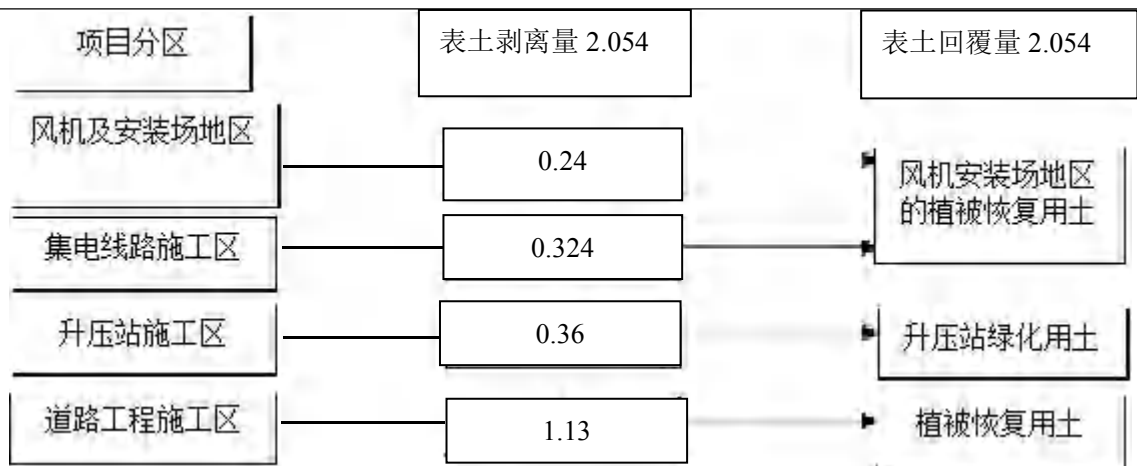 项目分区
表土剥离量 2.054
表土回覆量 2.054
风机及安装场地区
0.24
风机安装场地区
的植被恢复用土
集电线路施工区
0.324
升压站施工区
0.36
升压站绿化用土
道路工程施工区
1.13
植被恢复用土